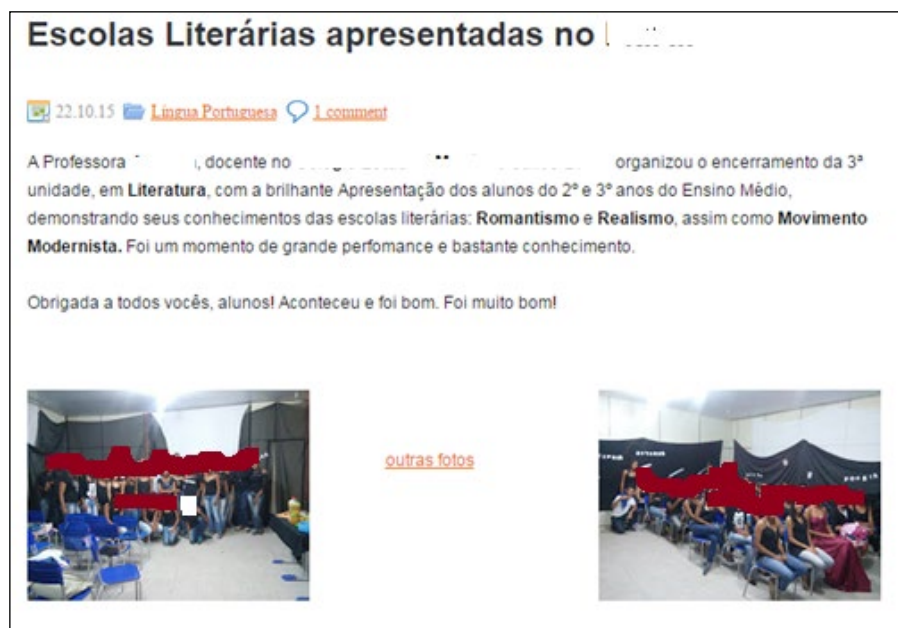 Escolas Literárias apresentadas no
22.10.15 Língua Portuguesa 1 comment
A Professora , docente no organizou o encerramento da 3ª
unidade, em Literatura, com a brilhante Apresentação dos alunos do 2º e 3º anos do Ensino Médio,
demonstrando seus conhecimentos das escolas literárias: Romantismo e Realismo, assim como Movimento
Modernista. Foi um momento de grande perfomance e bastante conhecimento.
Obrigada a todos vocês, alunos! Aconteceu e foi bom. Foi muito bom!
outras fotos